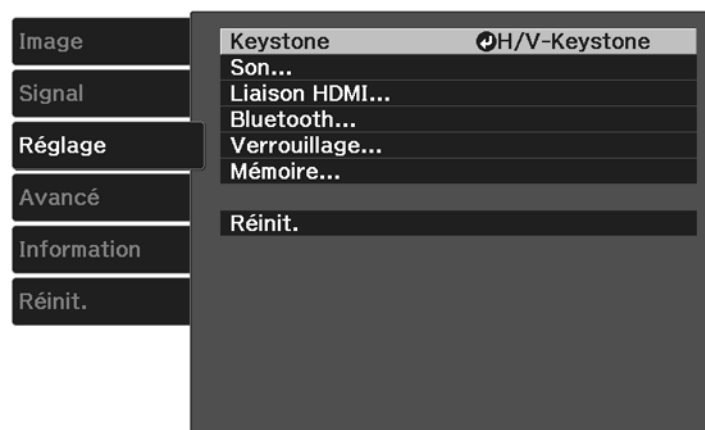 Image
Signal
Réglage
Avancé
Information
Réinit.
Keystone H/V-Keystone
Son...
Liaison HDMI...
Bluetooth...
Verrouillage...
Mémoire...
Réinit.